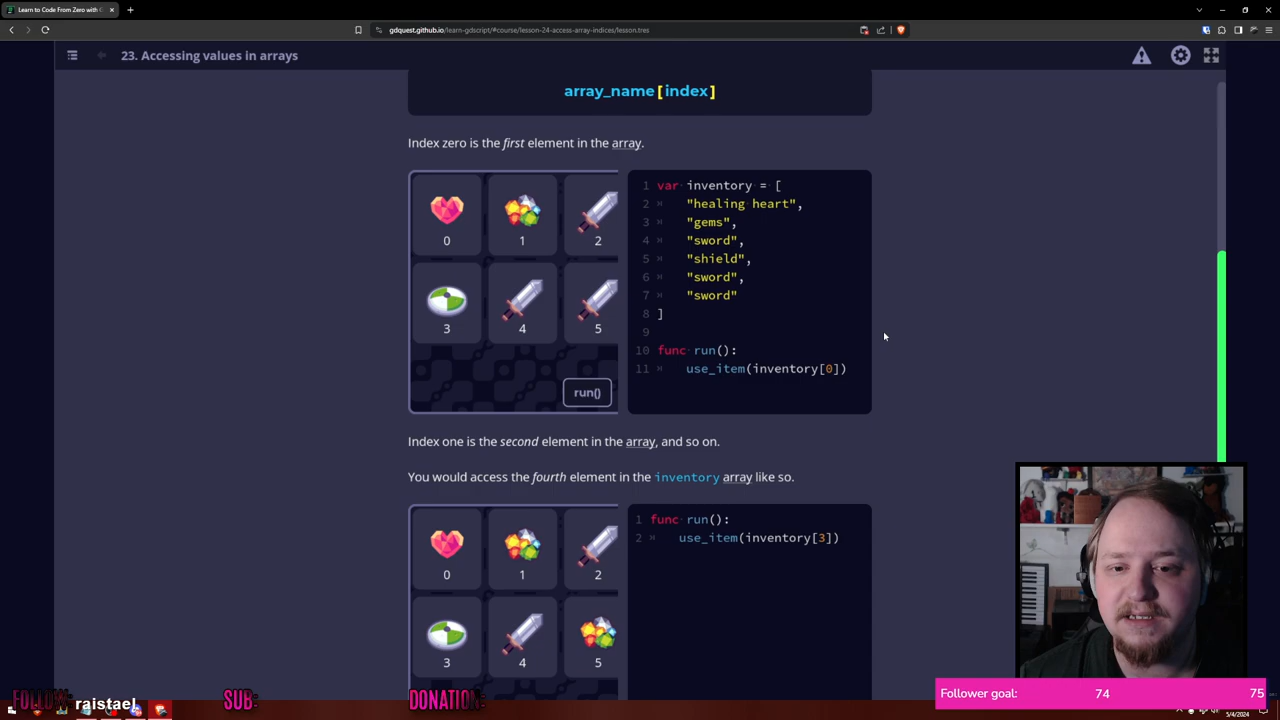 Learn to Code From Zero with G
gdquest.github.io/learn-gdscript/#course/lesson-24-access-array-indices/lesson.tres
23. Accessing values in arrays
array_name[index]
Index zero is the first element in the array.
0
1
2
3
4
5
run()
1 var inventory = [
2 "healing heart",
3 "gems",
4 "sword",
5 "shield",
6 "sword",
7 "sword"
8 ]
9
10 func run():
11 use_item(inventory[0])
Index one is the second element in the array, and so on.
You would access the fourth element in the inventory array like so.
0
1
2
3
4
5
1 func run():
2 use_item(inventory[3])
FOLLOW: raistael
SUB:
DONATION:
Follower goal: 74 75
5/4/2024